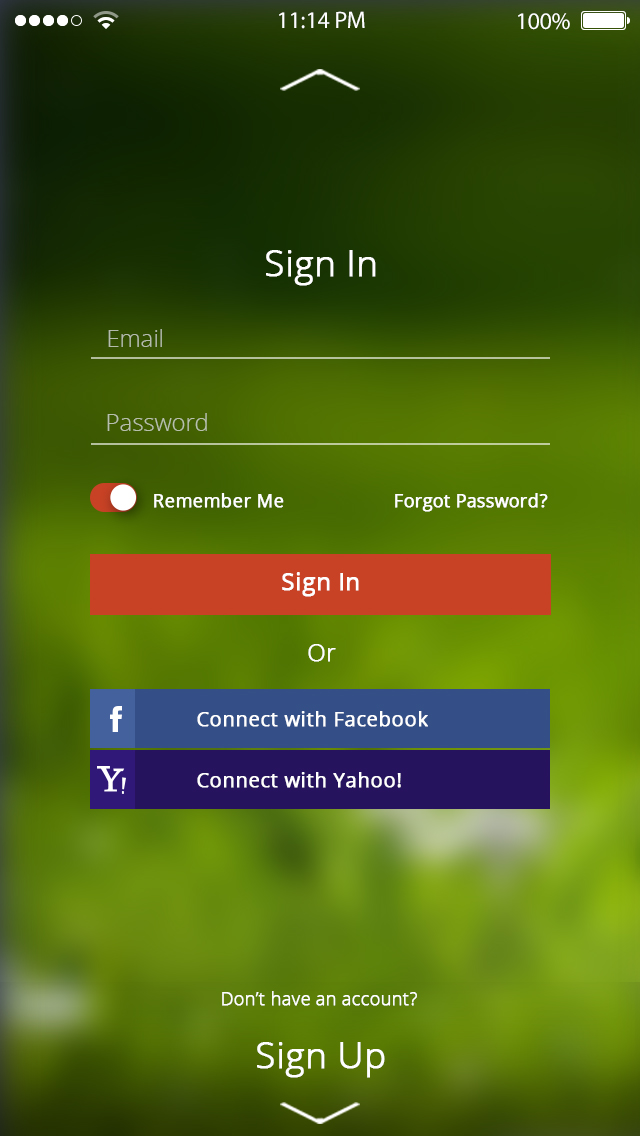 11:14 PM 100%
Sign In
Email
Password
Remember Me Forgot Password?
Sign In
Or
f Connect with Facebook
Y! Connect with Yahoo!
Don't have an account?
Sign Up